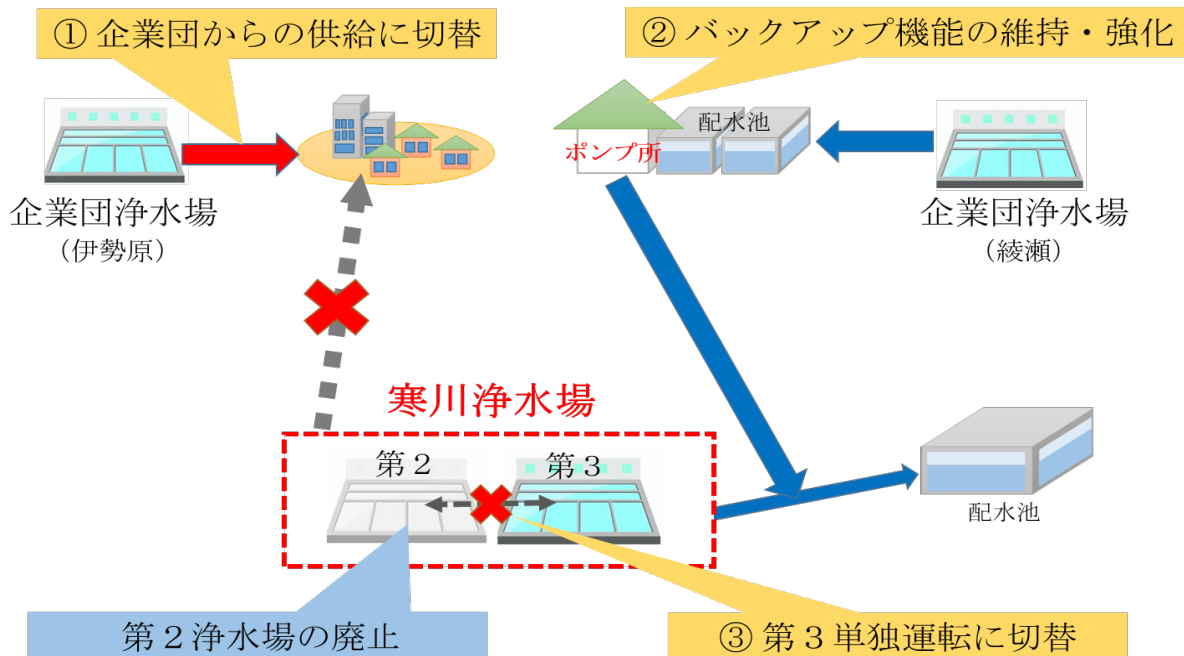 ① 企業団からの供給に切替
② バックアップ機能の維持・強化
配水池
ポンプ所
企業団浄水場
（伊勢原）
企業団浄水場
（綾瀬）
寒川浄水場
第２
第３
配水池
第２浄水場の廃止
③ 第３単独運転に切替